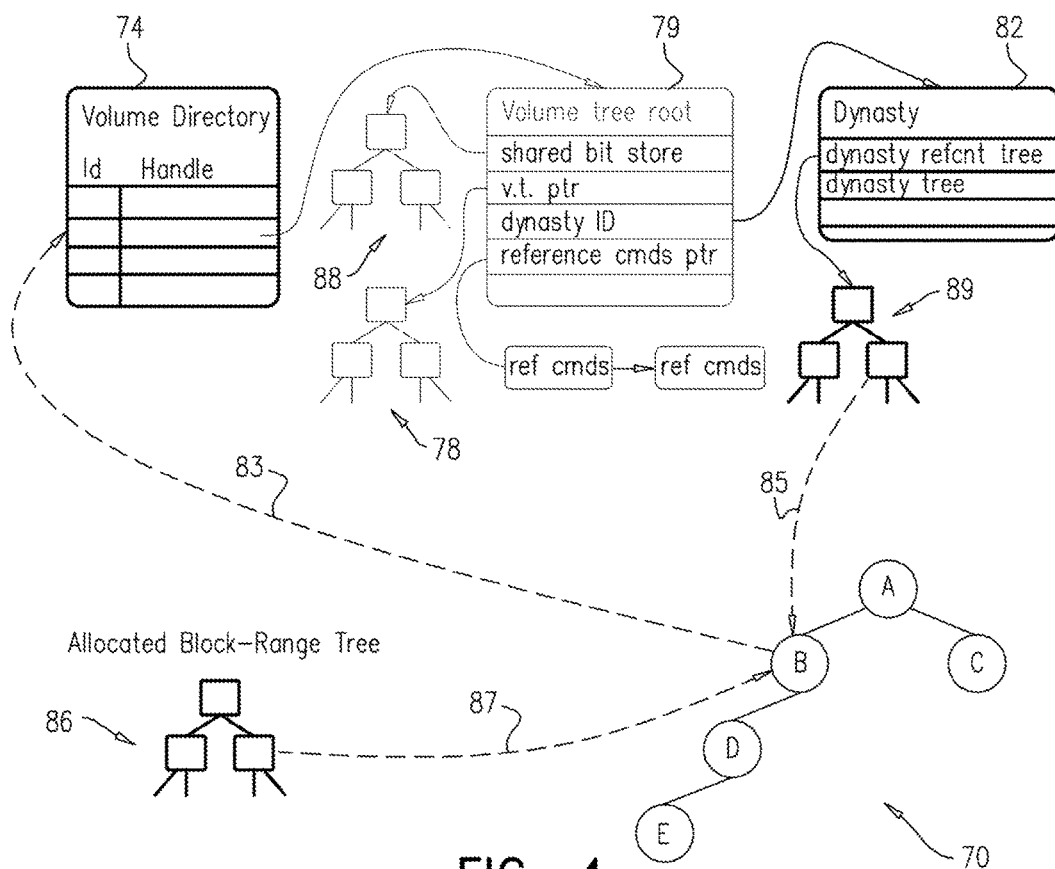 74
79
82
Volume Directory
Id Handle
Volume tree root
shared bit store
v.t. ptr
dynasty ID
reference cmds ptr
Dynasty
dynasty refcnt tree
dynasty tree
88
89
ref cmds
ref cmds
78
83
85
A
B
C
Allocated Block-Range Tree
86
87
D
E
70